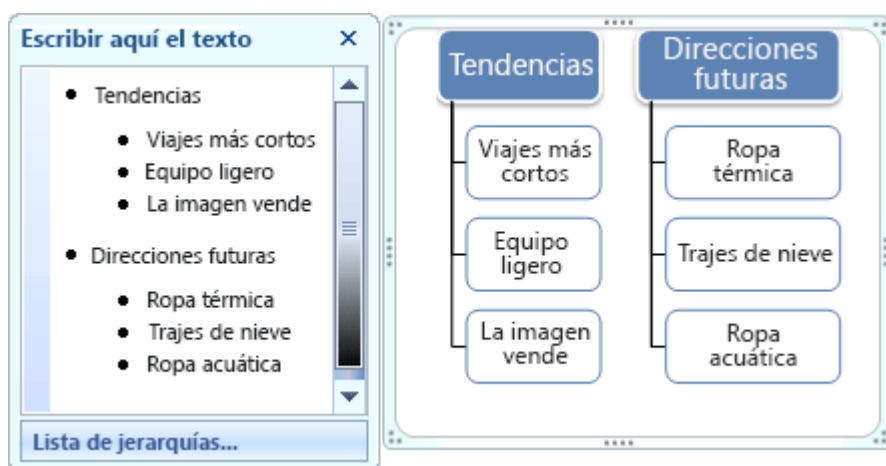 Escribir aquí el texto
Tendencias
Viajes más cortos
Equipo ligero
La imagen vende
Direcciones futuras
Ropa térmica
Trajes de nieve
Ropa acuática
Lista de jerarquías...
Tendencias
Viajes más
cortos
Equipo
ligero
La imagen
vende
Direcciones
futuras
Ropa
térmica
Trajes de nieve
Ropa
acuática